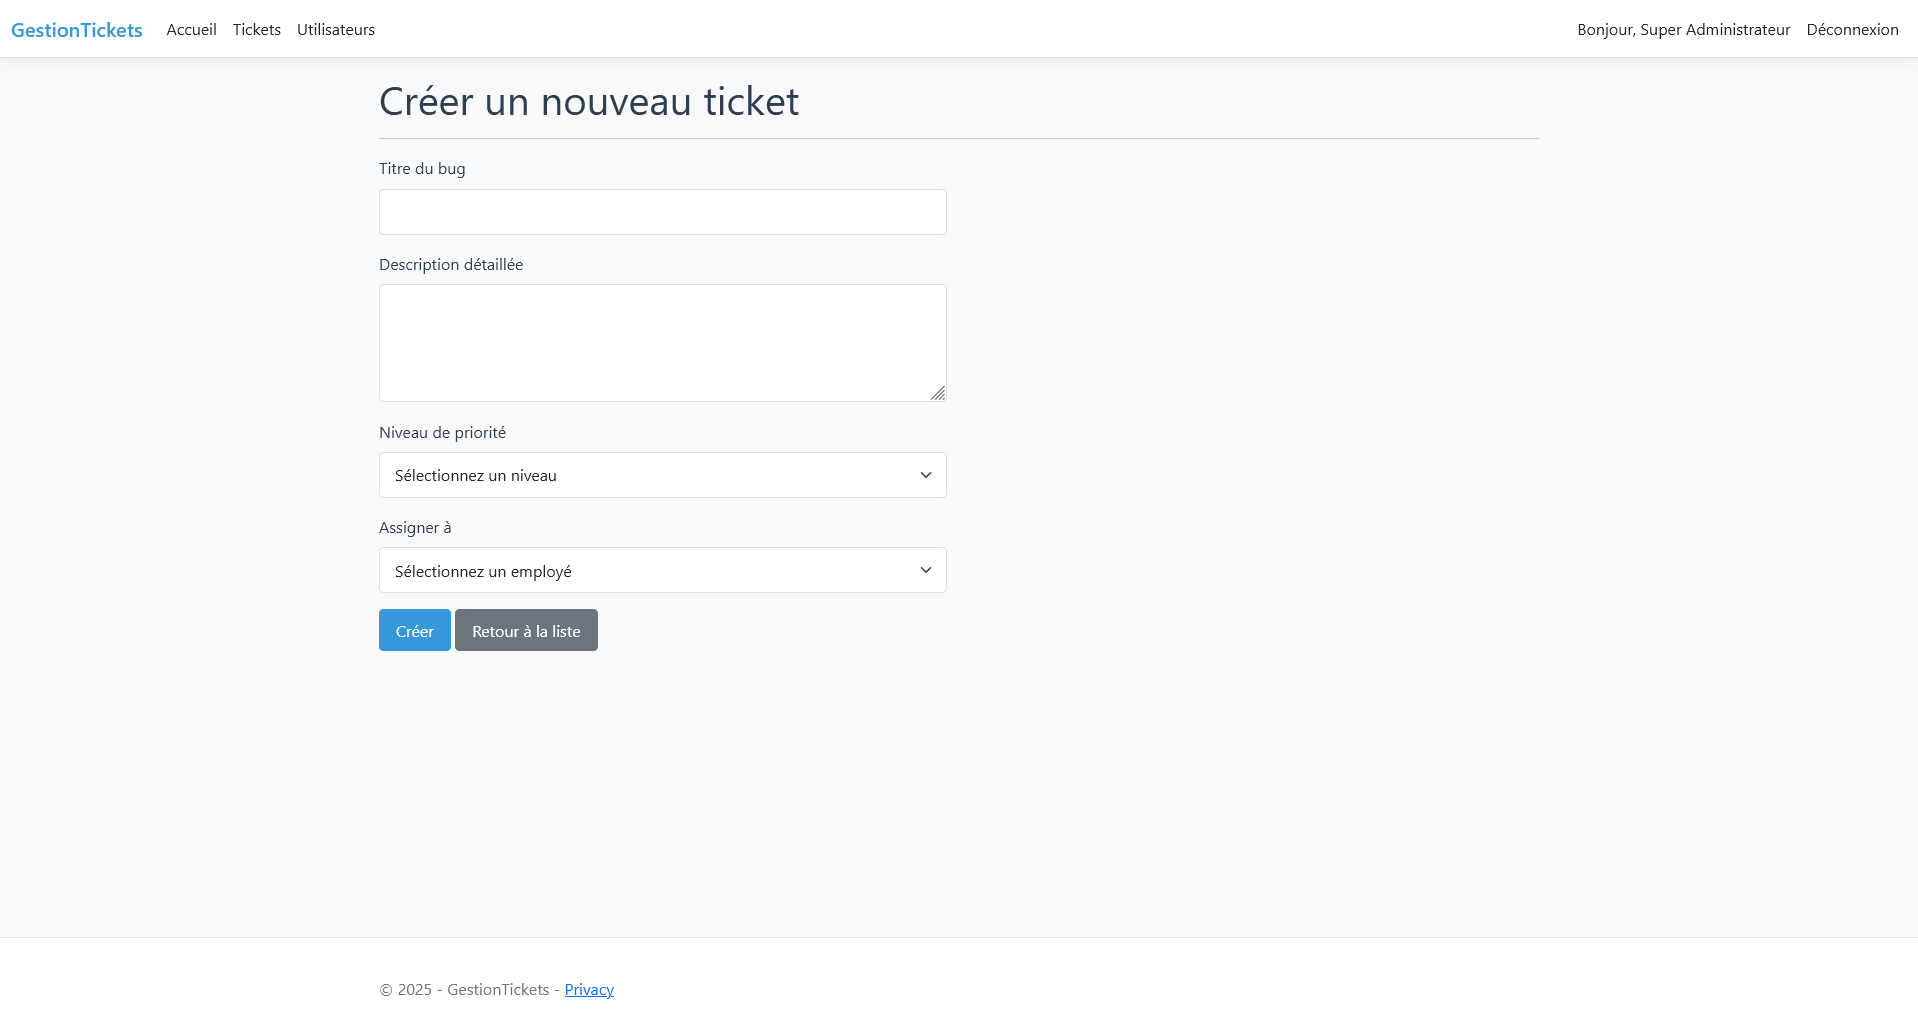 GestionTickets Accueil Tickets Utilisateurs Bonjour, Super Administrateur Déconnexion
Créer un nouveau ticket
Titre du bug
Description détaillée
Niveau de priorité
Sélectionnez un niveau
Assigner à
Sélectionnez un employé
Créer Retour à la liste
© 2025 - GestionTickets - Privacy